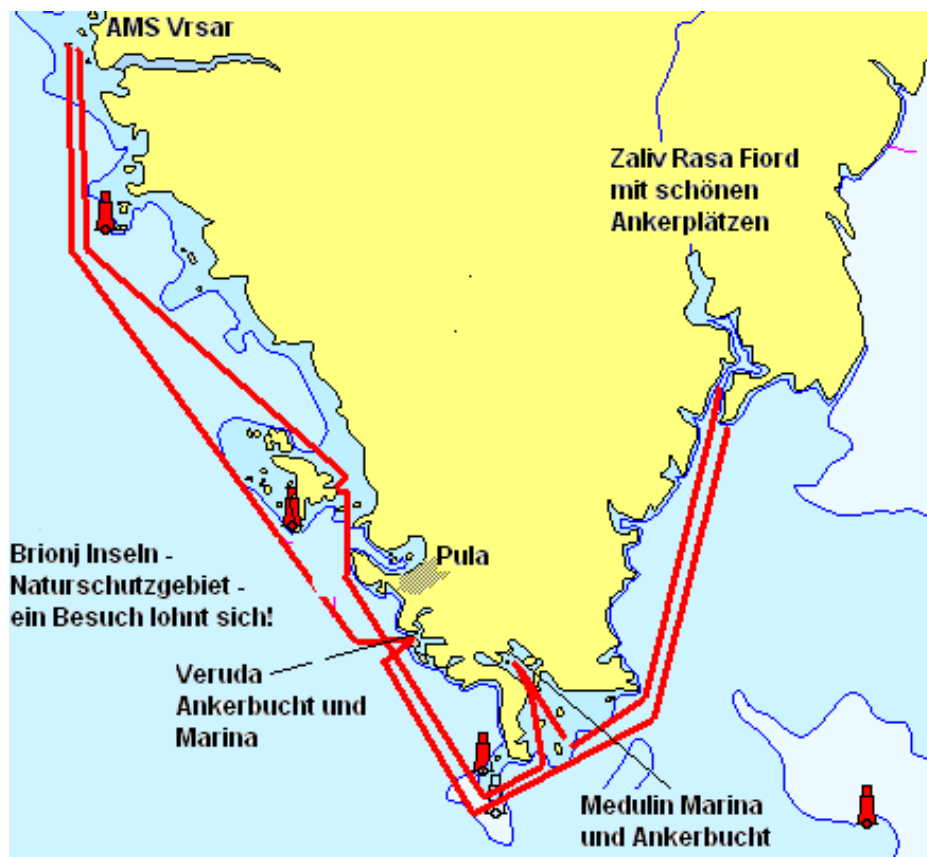 AMS Vrsar
Zaliv Rasa Fiord
mit schönen
Ankerplätzen
Brionj Inseln -
Naturschutzgebiet -
ein Besuch lohnt sich!
Pula
Veruda
Ankerbucht und
Marina
Medulin Marina
und Ankerbucht